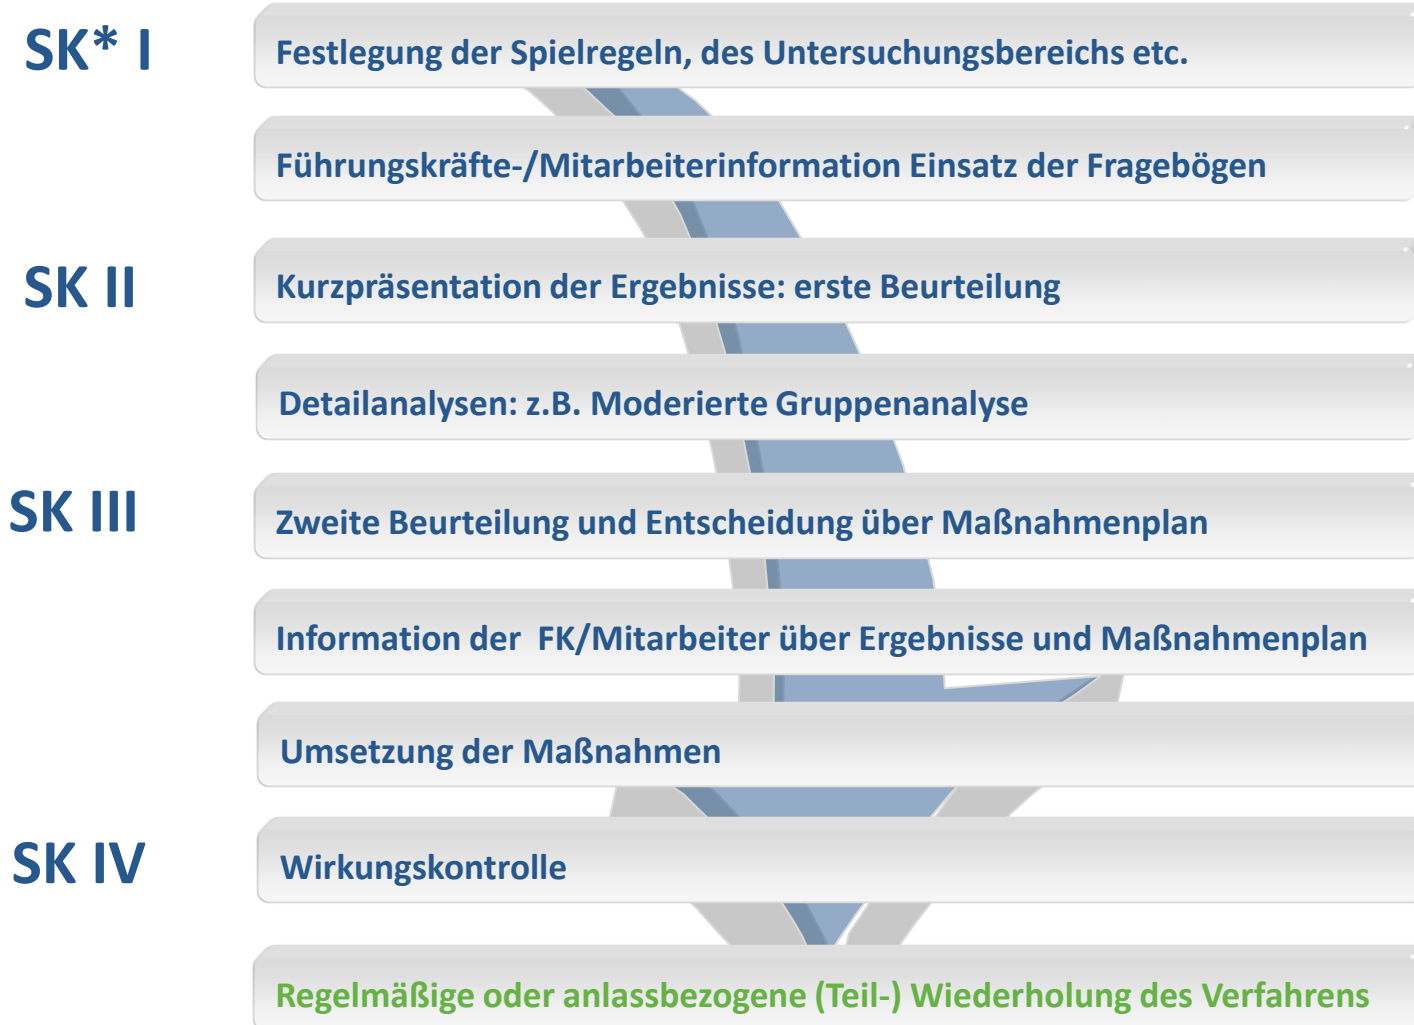 SK* I
Festlegung der Spielregeln, des Untersuchungsbereichs etc.
Führungskräfte-/Mitarbeiterinformation Einsatz der Fragebögen
SK II
Kurzpräsentation der Ergebnisse: erste Beurteilung
Detailanalysen: z.B. Moderierte Gruppenanalyse
SK III
Zweite Beurteilung und Entscheidung über Maßnahmenplan
Information der  FK/Mitarbeiter über Ergebnisse und Maßnahmenplan
Umsetzung der Maßnahmen
SK IV
Wirkungskontrolle
Regelmäßige oder anlassbezogene (Teil-) Wiederholung des Verfahrens